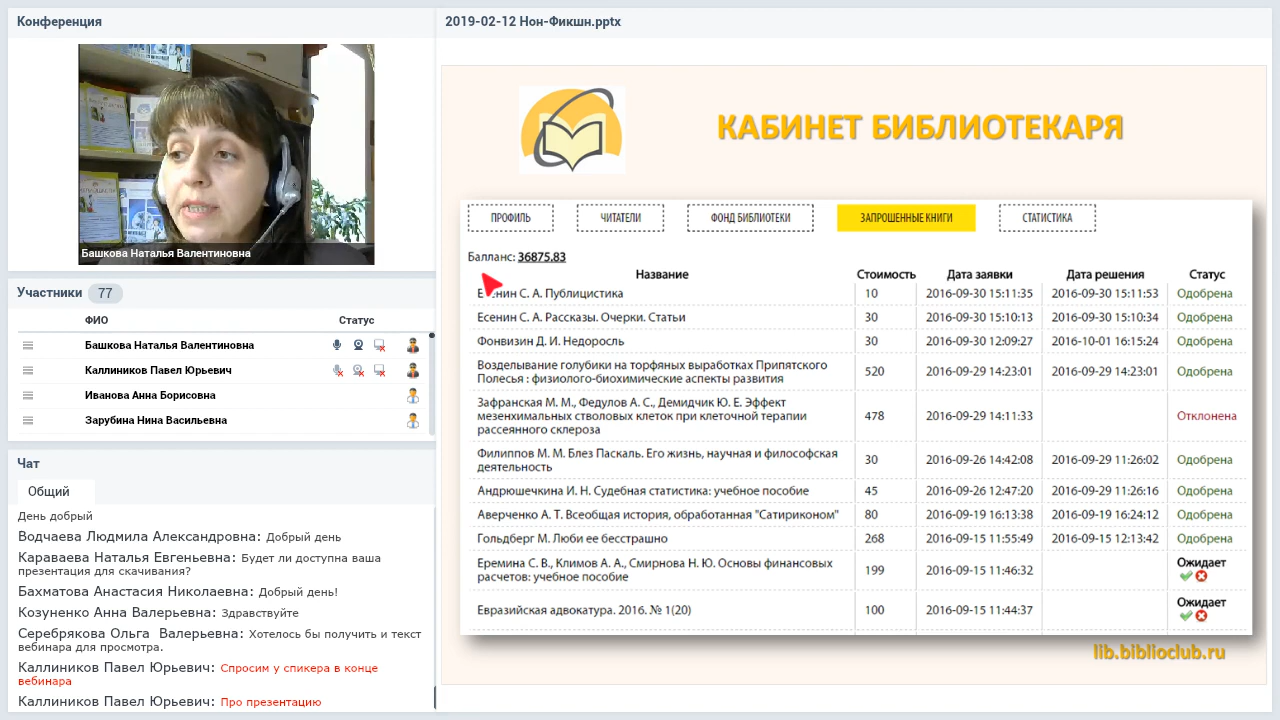 Конференция
Башкова Наталья Валентиновна
Участники 77
ФИО Статус
Башкова Наталья Валентиновна
Каллиников Павел Юрьевич
Иванова Анна Борисовна
Зарубина Нина Васильевна
Чат
Общий
День добрый
Водчаева Людмила Александровна: Добрый день
Караваева Наталья Евгеньевна: Будет ли доступна ваша
презентация для скачивания?
Бахматова Анастасия Николаевна: Добрый день!
Козуненко Анна Валерьевна: Здравствуйте
Серебрякова Ольга Валерьевна: Хотелось бы получить и текст
вебинара для просмотра.
Каллиников Павел Юрьевич: Спросим у спикера в конце
вебинара
Каллиников Павел Юрьевич: Про презентацию
2019-02-12 Нон-Фикшн.pptx
КАБИНЕТ БИБЛИОТЕКАРЯ
ПРОФИЛЬ ЧИТАТЕЛИ ФОНД БИБЛИОТЕКИ ЗАПРОШЕННЫЕ КНИГИ СТАТИСТИКА
Балланс: 36875.83
Название Стоимость Дата заявки Дата решения Статус
Есенин С. А. Публицистика 10 2016-09-30 15:11:35 2016-09-30 15:11:53 Одобрена
Есенин С. А. Рассказы. Очерки. Статьи 30 2016-09-30 15:10:13 2016-09-30 15:10:34 Одобрена
Фонвизин Д. И. Недоросль 30 2016-09-30 12:09:27 2016-10-01 16:15:24 Одобрена
Возделывание голубики на торфяных выработках Припятского
Полесья : физиолого-биохимические аспекты развития 520 2016-09-29 14:23:01 2016-09-29 14:23:01 Одобрена
Зафранская М. М., Федулов А. С., Демидчик Ю. Е. Эффект
мезенхимальных стволовых клеток при клеточной терапии
рассеянного склероза 478 2016-09-29 14:11:33 Отклонена
Филиппов М. М. Блез Паскаль. Его жизнь, научная и философская
деятельность 30 2016-09-26 14:42:08 2016-09-29 11:26:02 Одобрена
Андрюшечкина И. Н. Судебная статистика: учебное пособие 45 2016-09-26 12:47:20 2016-09-29 11:26:16 Одобрена
Аверченко А. Т. Всеобщая история, обработанная "Сатириконом" 80 2016-09-19 16:13:38 2016-09-19 16:24:12 Одобрена
Гольдберг М. Люби ее бесстрашно 268 2016-09-15 11:55:49 2016-09-15 12:13:42 Одобрена
Еремина С. В., Климов А. А., Смирнова Н. Ю. Основы финансовых
расчетов: учебное пособие 199 2016-09-15 11:46:32 Ожидает
Евразийская адвокатура. 2016. № 1(20) 100 2016-09-15 11:44:37 Ожидает
lib.biblioclub.ru